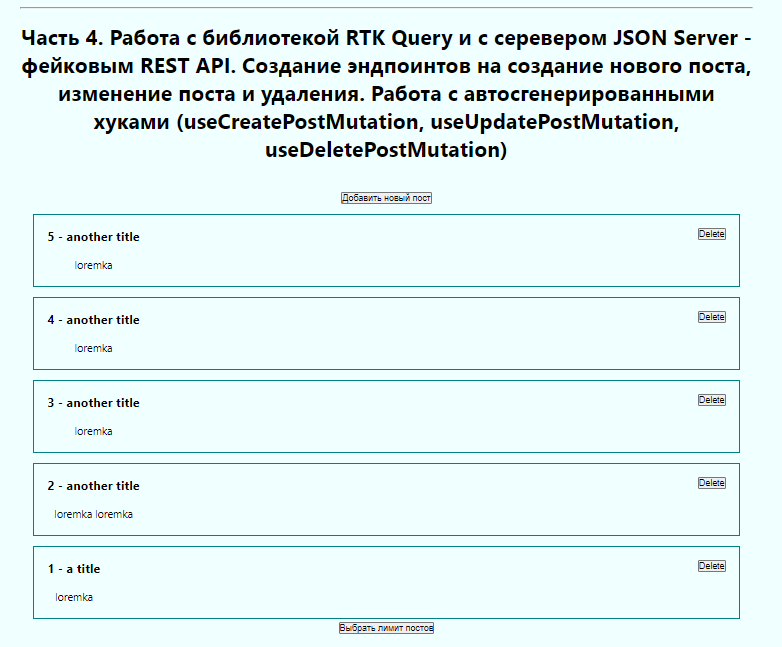 Часть 4. Работа с библиотекой RTK Query и с серевером JSON Server -
фейковым REST API. Создание эндпоинтов на создание нового поста,
изменение поста и удаления. Работа с автосгенерированными
хуками (useCreatePostMutation, useUpdatePostMutation,
useDeletePostMutation)
Добавить новый пост
5 - another title
Delete
loremka
4 - another title
Delete
loremka
3 - another title
Delete
loremka
2 - another title
Delete
loremka loremka
1 - a title
Delete
loremka
Выбрать лимит постов